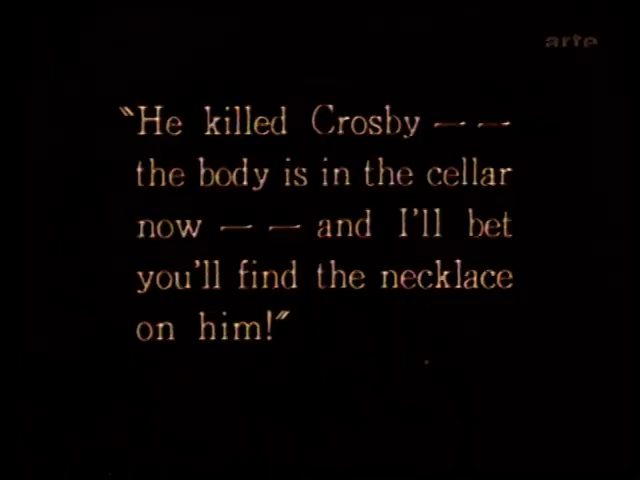 arte
"He killed Crosby — —
the body is in the cellar
now — — and I'll bet
you'll find the necklace
on him!"